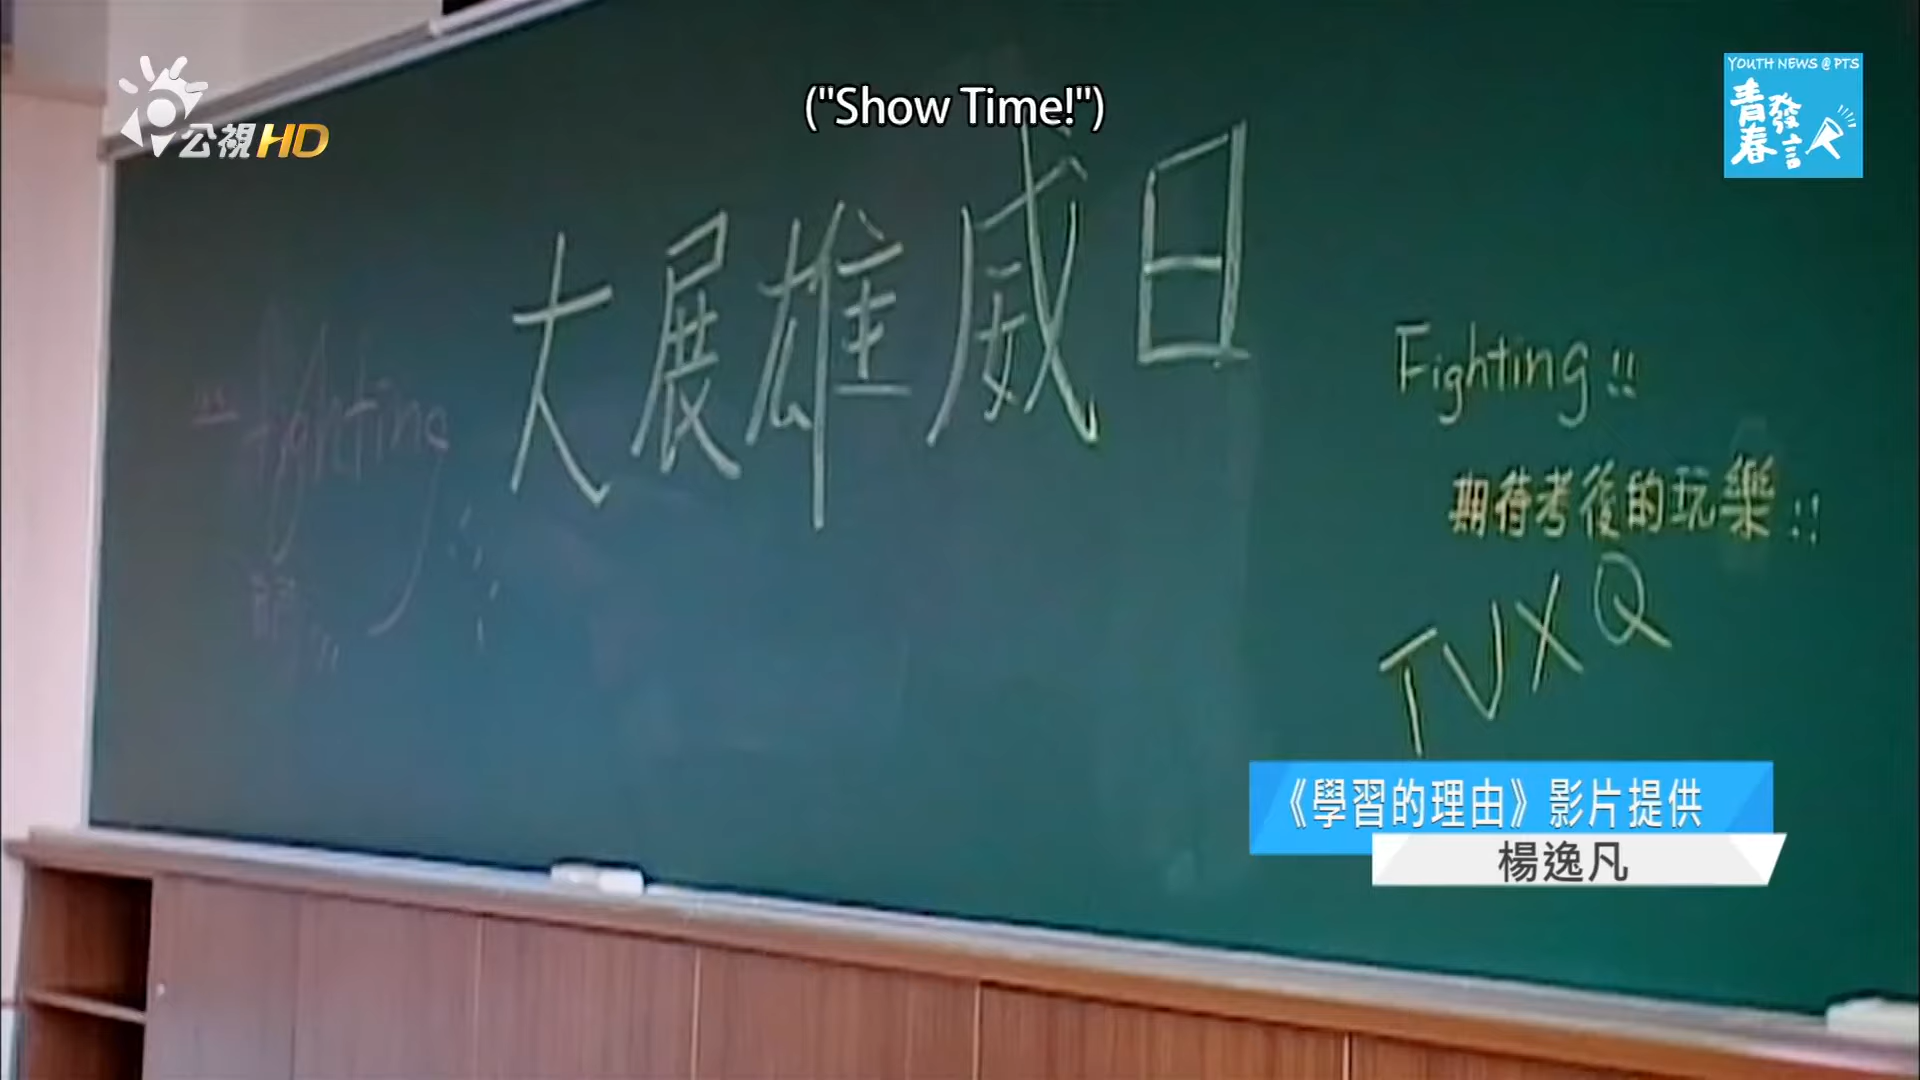 ("Show Time!")
公視HD
YOUTH NEWS @ PTS
青春發言人
大展雄威日
fighting
Fighting!!
期待考後的玩樂!!
TVXQ
《學習的理由》影片提供
楊逸凡